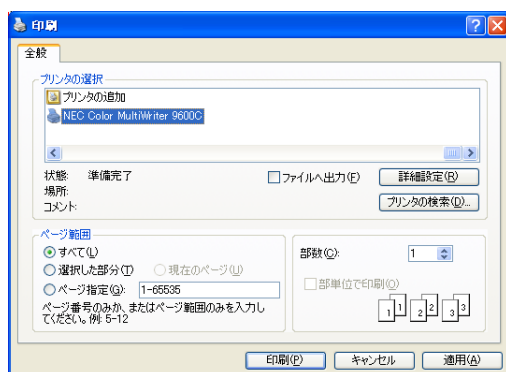 印刷
全般
プリンタの選択
プリンタの追加
NEC Color MultiWriter 9600C
状態: 準備完了
場所:
コメント:
ファイルへ出力(F)
詳細設定(R)
プリンタの検索(D)...
ページ範囲
すべて(L)
選択した部分(T)
現在のページ(U)
ページ指定(G): 1-65535
ページ番号のみか、またはページ範囲のみを入力し
てください。例: 5-12
部数(C): 1
部単位で印刷(O)
1 1 2 2 3 3
印刷(P)
キャンセル
適用(A)